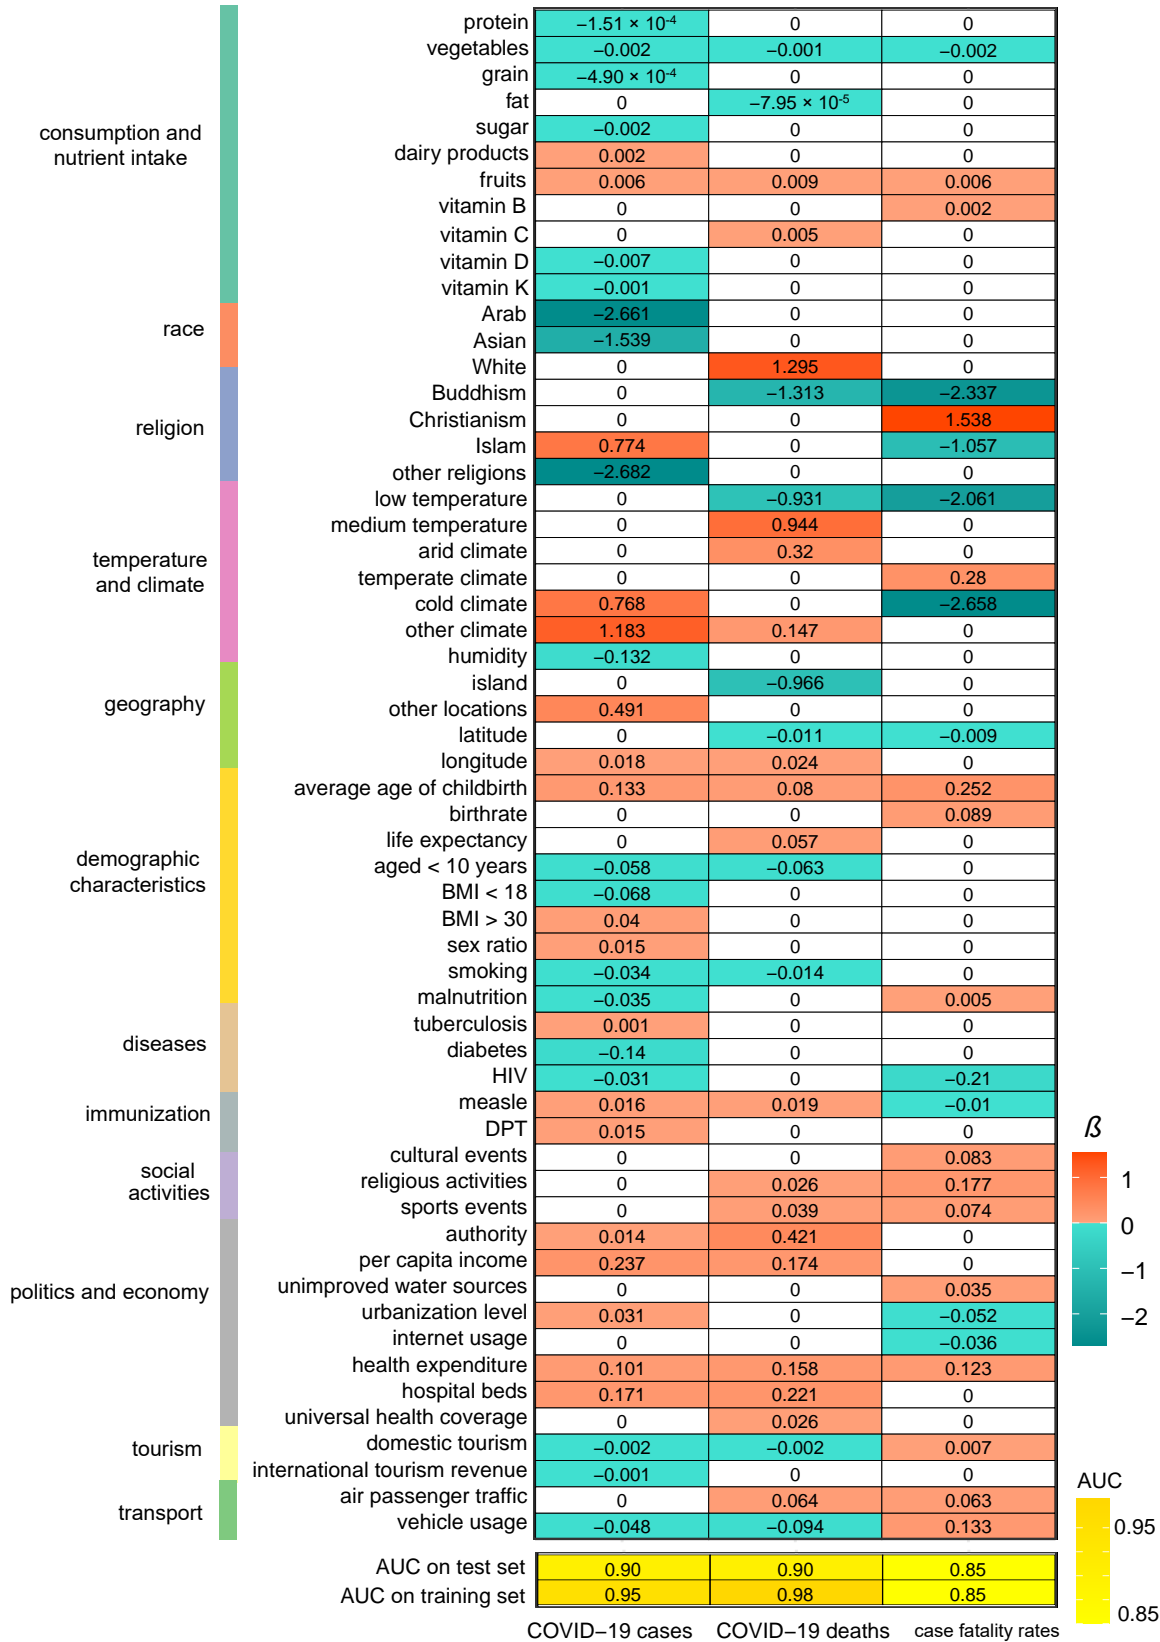 protein −1.51 × 10-4 0 0
vegetables −0.002 −0.001 −0.002
grain −4.90 × 10-4 0 0
fat 0 −7.95 × 10-5 0
consumption and
nutrient intake
sugar −0.002 0 0
dairy products 0.002 0 0
fruits 0.006 0.009 0.006
vitamin B 0 0 0.002
vitamin C 0 0.005 0
vitamin D −0.007 0 0
vitamin K −0.001 0 0
race
Arab −2.661 0 0
Asian −1.539 0 0
White 0 1.295 0
religion
Buddhism 0 −1.313 −2.337
Christianism 0 0 1.538
Islam 0.774 0 −1.057
other religions −2.682 0 0
temperature
and climate
low temperature 0 −0.931 −2.061
medium temperature 0 0.944 0
arid climate 0 0.32 0
temperate climate 0 0 0.28
cold climate 0.768 0 −2.658
other climate 1.183 0.147 0
humidity −0.132 0 0
geography
island 0 −0.966 0
other locations 0.491 0 0
latitude 0 −0.011 −0.009
longitude 0.018 0.024 0
demographic
characteristics
average age of childbirth 0.133 0.08 0.252
birthrate 0 0 0.089
life expectancy 0 0.057 0
aged < 10 years −0.058 −0.063 0
BMI < 18 −0.068 0 0
BMI > 30 0.04 0 0
sex ratio 0.015 0 0
smoking −0.034 −0.014 0
malnutrition −0.035 0 0.005
diseases
tuberculosis 0.001 0 0
diabetes −0.14 0 0
HIV −0.031 0 −0.21
immunization
measle 0.016 0.019 −0.01
DPT 0.015 0 0
social
activities
cultural events 0 0 0.083
religious activities 0 0.026 0.177
sports events 0 0.039 0.074
politics and economy
authority 0.014 0.421 0
per capita income 0.237 0.174 0
unimproved water sources 0 0 0.035
urbanization level 0.031 0 −0.052
internet usage 0 0 −0.036
health expenditure 0.101 0.158 0.123
hospital beds 0.171 0.221 0
universal health coverage 0 0.026 0
tourism
domestic tourism −0.002 −0.002 0.007
international tourism revenue −0.001 0 0
transport
air passenger traffic 0 0.064 0.063
vehicle usage −0.048 −0.094 0.133
AUC on test set 0.90 0.90 0.85
AUC on training set 0.95 0.98 0.85
COVID−19 cases COVID−19 deaths case fatality rates
ß
1
0
−1
−2
AUC
0.95
0.85